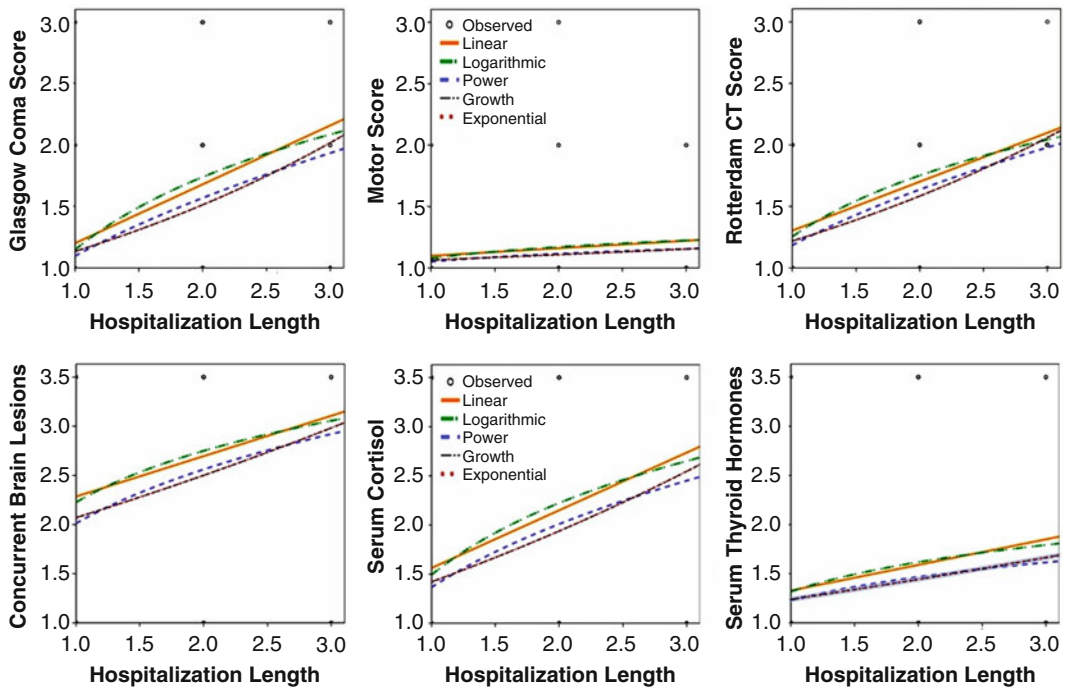 Glasgow Coma Score
3.0
2.5
2.0
1.5
1.0
1.0 1.5 2.0 2.5 3.0
Hospitalization Length
Motor Score
3.0
2.5
2.0
1.5
1.0
Observed
Linear
Logarithmic
Power
Growth
Exponential
1.0 1.5 2.0 2.5 3.0
Hospitalization Length
Rotterdam CT Score
3.0
2.5
2.0
1.5
1.0
1.0 1.5 2.0 2.5 3.0
Hospitalization Length
Concurrent Brain Lesions
3.5
3.0
2.5
2.0
1.5
1.0
1.0 1.5 2.0 2.5 3.0
Hospitalization Length
Serum Cortisol
3.5
3.0
2.5
2.0
1.5
1.0
Observed
Linear
Logarithmic
Power
Growth
Exponential
1.0 1.5 2.0 2.5 3.0
Hospitalization Length
Serum Thyroid Hormones
3.5
3.0
2.5
2.0
1.5
1.0
1.0 1.5 2.0 2.5 3.0
Hospitalization Length